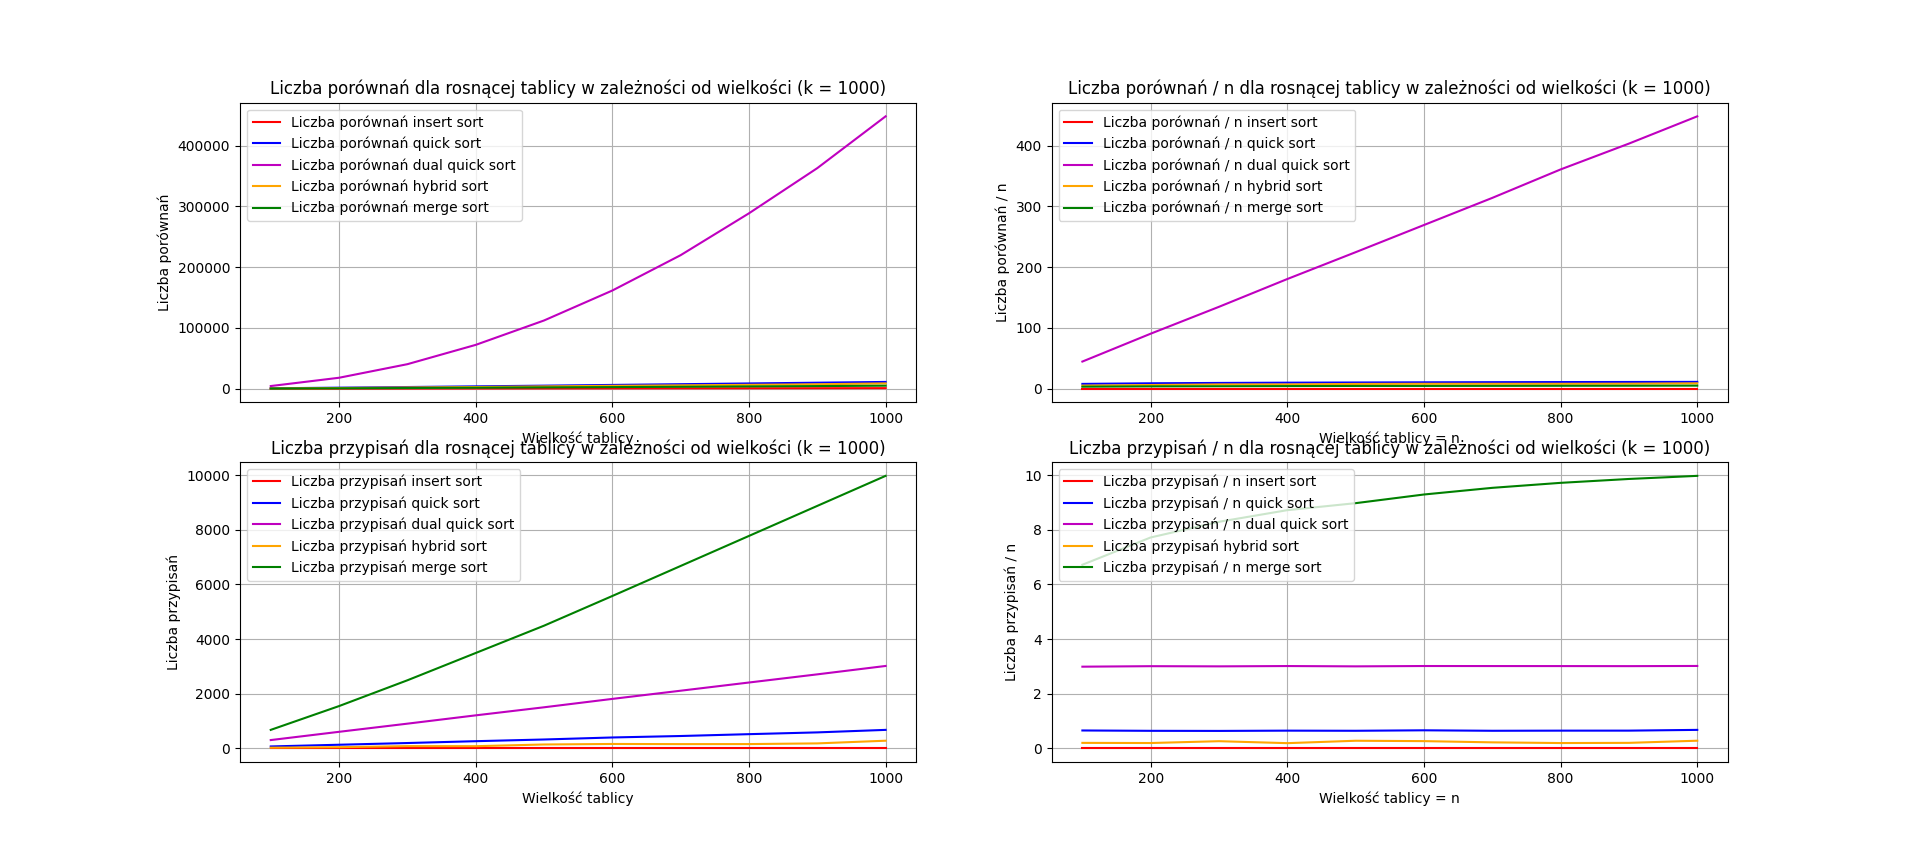 Liczba porównań dla rosnącej tablicy w zależności od wielkości (k = 1000)
Liczba porównań insert sort
Liczba porównań quick sort
Liczba porównań dual quick sort
Liczba porównań hybrid sort
Liczba porównań merge sort
Liczba porównań
400000
300000
200000
100000
0
200 400 600 800 1000
Wielkość tablicy
Liczba porównań / n dla rosnącej tablicy w zależności od wielkości (k = 1000)
Liczba porównań / n insert sort
Liczba porównań / n quick sort
Liczba porównań / n dual quick sort
Liczba porównań / n hybrid sort
Liczba porównań / n merge sort
Liczba porównań / n
400
300
200
100
0
200 400 600 800 1000
Wielkość tablicy = n
Liczba przypisań dla rosnącej tablicy w zależności od wielkości (k = 1000)
Liczba przypisań insert sort
Liczba przypisań quick sort
Liczba przypisań dual quick sort
Liczba przypisań hybrid sort
Liczba przypisań merge sort
Liczba przypisań
10000
8000
6000
4000
2000
0
200 400 600 800 1000
Wielkość tablicy
Liczba przypisań / n dla rosnącej tablicy w zależności od wielkości (k = 1000)
Liczba przypisań / n insert sort
Liczba przypisań / n quick sort
Liczba przypisań / n dual quick sort
Liczba przypisań hybrid sort
Liczba przypisań / n merge sort
Liczba przypisań / n
10
8
6
4
2
0
200 400 600 800 1000
Wielkość tablicy = n